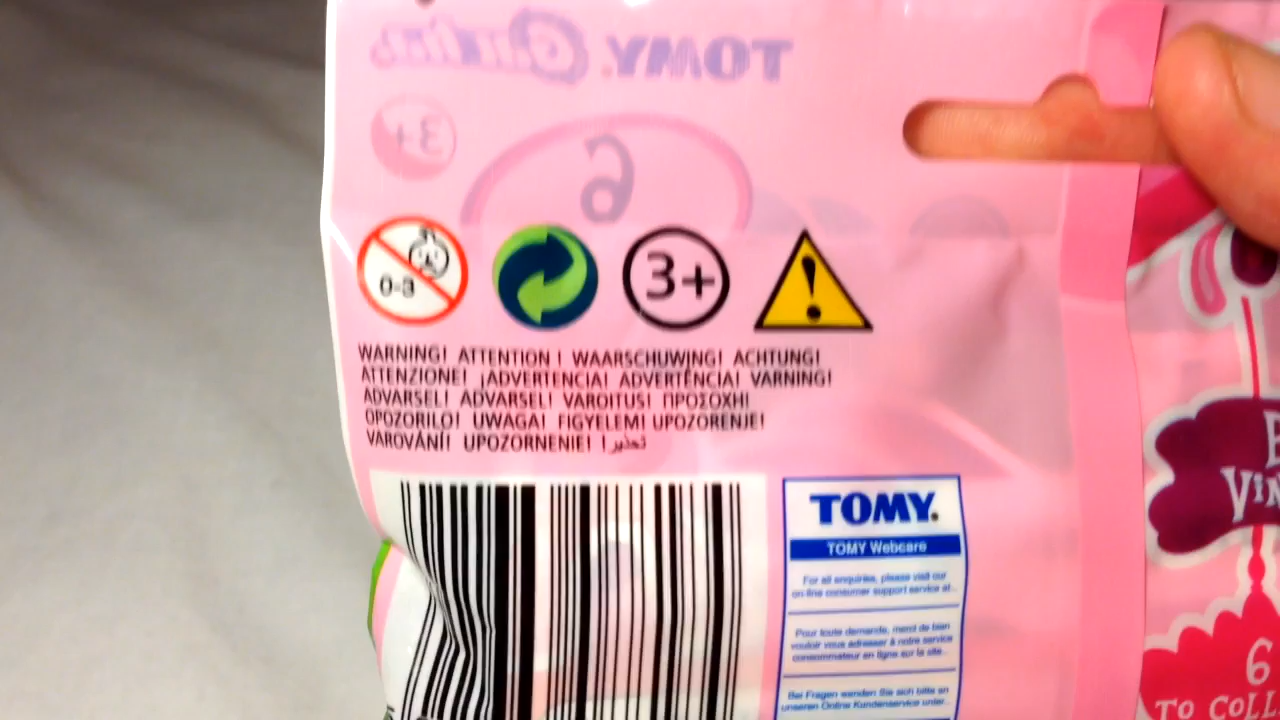 TOMY.
3+
6
0-3
3+
WARNING! ATTENTION ! WAARSCHUWING! ACHTUNG!
ATTENZIONE! ¡ADVERTENCIA! ADVERTÊNCIA! VARNING!
ADVARSEL! ADVARSEL! VAROITUS! ΠΡΟΣΟΧΗ!
OPOZORILO! UWAGA! FIGYELEM! UPOZORENJE!
VAROVÁNÍ! UPOZORNENIE! تحذير !
TOMY.
TOMY Webcare
For all enquiries, please visit our
on-line consumer support service at..
Pour toute demande, merci de bien
vouloir vous adresser à notre service
consommateur en ligne sur le site..
Bei Fragen wenden Sie sich bitte an
unseren Online Kundenservice unter..
6
TO